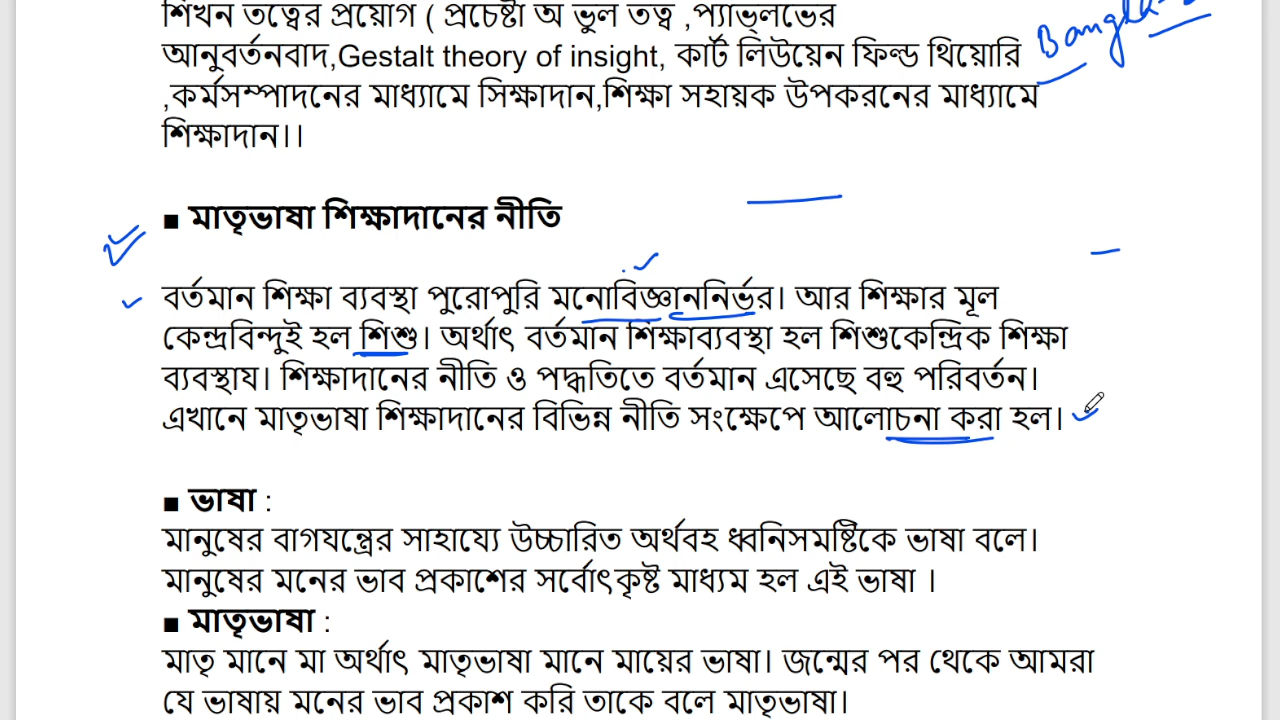 শিখন তত্বের প্রয়োগ ( প্রচেষ্টা অ ভুল তত্ব ,প্যাভ্লভের
আনুবর্তনবাদ,Gestalt theory of insight, কার্ট লিউয়েন ফিল্ড থিয়োরি
Bangla
,কর্মসম্পাদনের মাধ্যামে সিক্ষাদান,শিক্ষা সহায়ক উপকরনের মাধ্যামে
শিক্ষাদান।।
■ মাতৃভাষা শিক্ষাদানের নীতি
বর্তমান শিক্ষা ব্যবস্থা পুরোপুরি মনোবিজ্ঞাননির্ভর। আর শিক্ষার মূল
কেন্দ্রবিন্দুই হল শিশু। অর্থাৎ বর্তমান শিক্ষাব্যবস্থা হল শিশুকেন্দ্রিক শিক্ষা
ব্যবস্থায। শিক্ষাদানের নীতি ও পদ্ধতিতে বর্তমান এসেছে বহু পরিবর্তন।
এখানে মাতৃভাষা শিক্ষাদানের বিভিন্ন নীতি সংক্ষেপে আলোচনা করা হল।
■ ভাষা :
মানুষের বাগযন্ত্রের সাহায্যে উচ্চারিত অর্থবহ ধ্বনিসমষ্টিকে ভাষা বলে।
মানুষের মনের ভাব প্রকাশের সর্বোৎকৃষ্ট মাধ্যম হল এই ভাষা ।
■ মাতৃভাষা :
মাতৃ মানে মা অর্থাৎ মাতৃভাষা মানে মায়ের ভাষা। জন্মের পর থেকে আমরা
যে ভাষায় মনের ভাব প্রকাশ করি তাকে বলে মাতৃভাষা।